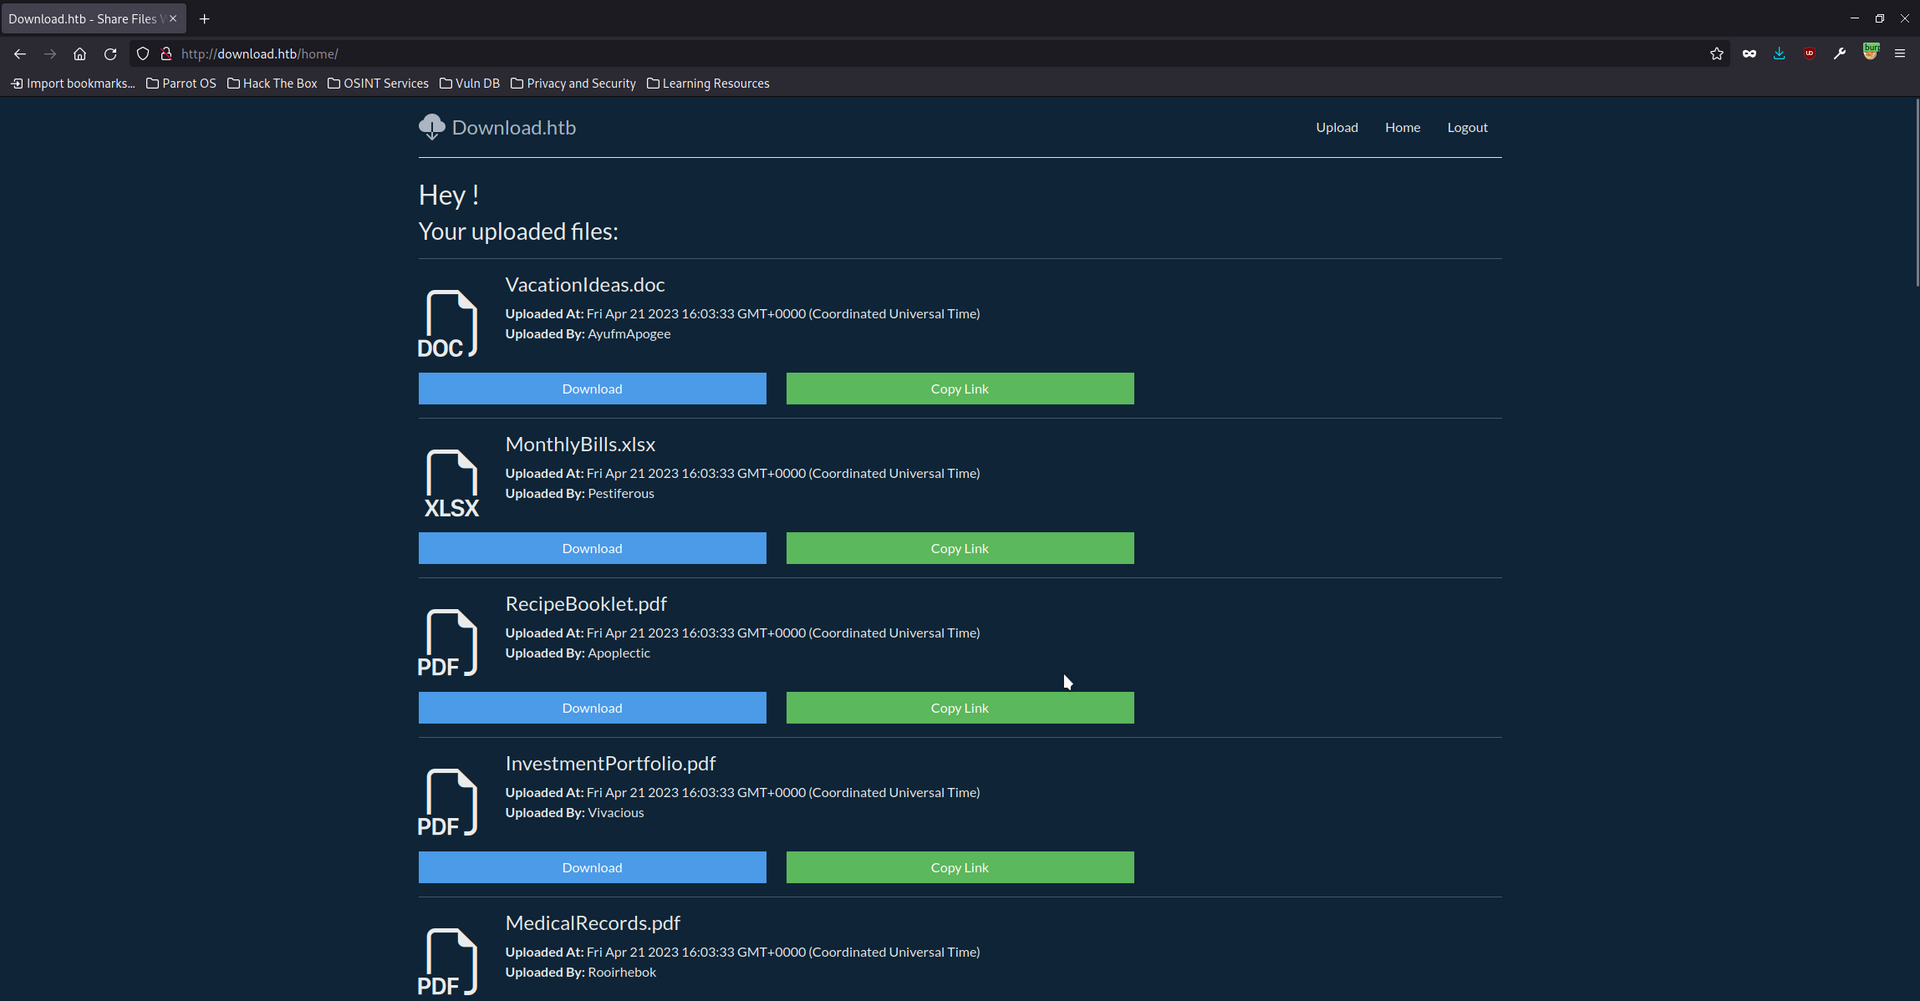 Download.htb - Share Files W
http://download.htb/home/
Import bookmarks... Parrot OS Hack The Box OSINT Services Vuln DB Privacy and Security Learning Resources
Download.htb
Upload Home Logout
Hey !
Your uploaded files:
VacationIdeas.doc
Uploaded At: Fri Apr 21 2023 16:03:33 GMT+0000 (Coordinated Universal Time)
Uploaded By: AyufmApogee
DOC
Download Copy Link
MonthlyBills.xlsx
Uploaded At: Fri Apr 21 2023 16:03:33 GMT+0000 (Coordinated Universal Time)
Uploaded By: Pestiferous
XLSX
Download Copy Link
RecipeBooklet.pdf
Uploaded At: Fri Apr 21 2023 16:03:33 GMT+0000 (Coordinated Universal Time)
Uploaded By: Apoplectic
PDF
Download Copy Link
InvestmentPortfolio.pdf
Uploaded At: Fri Apr 21 2023 16:03:33 GMT+0000 (Coordinated Universal Time)
Uploaded By: Vivacious
PDF
Download Copy Link
MedicalRecords.pdf
Uploaded At: Fri Apr 21 2023 16:03:33 GMT+0000 (Coordinated Universal Time)
Uploaded By: Rooirhebok
PDF